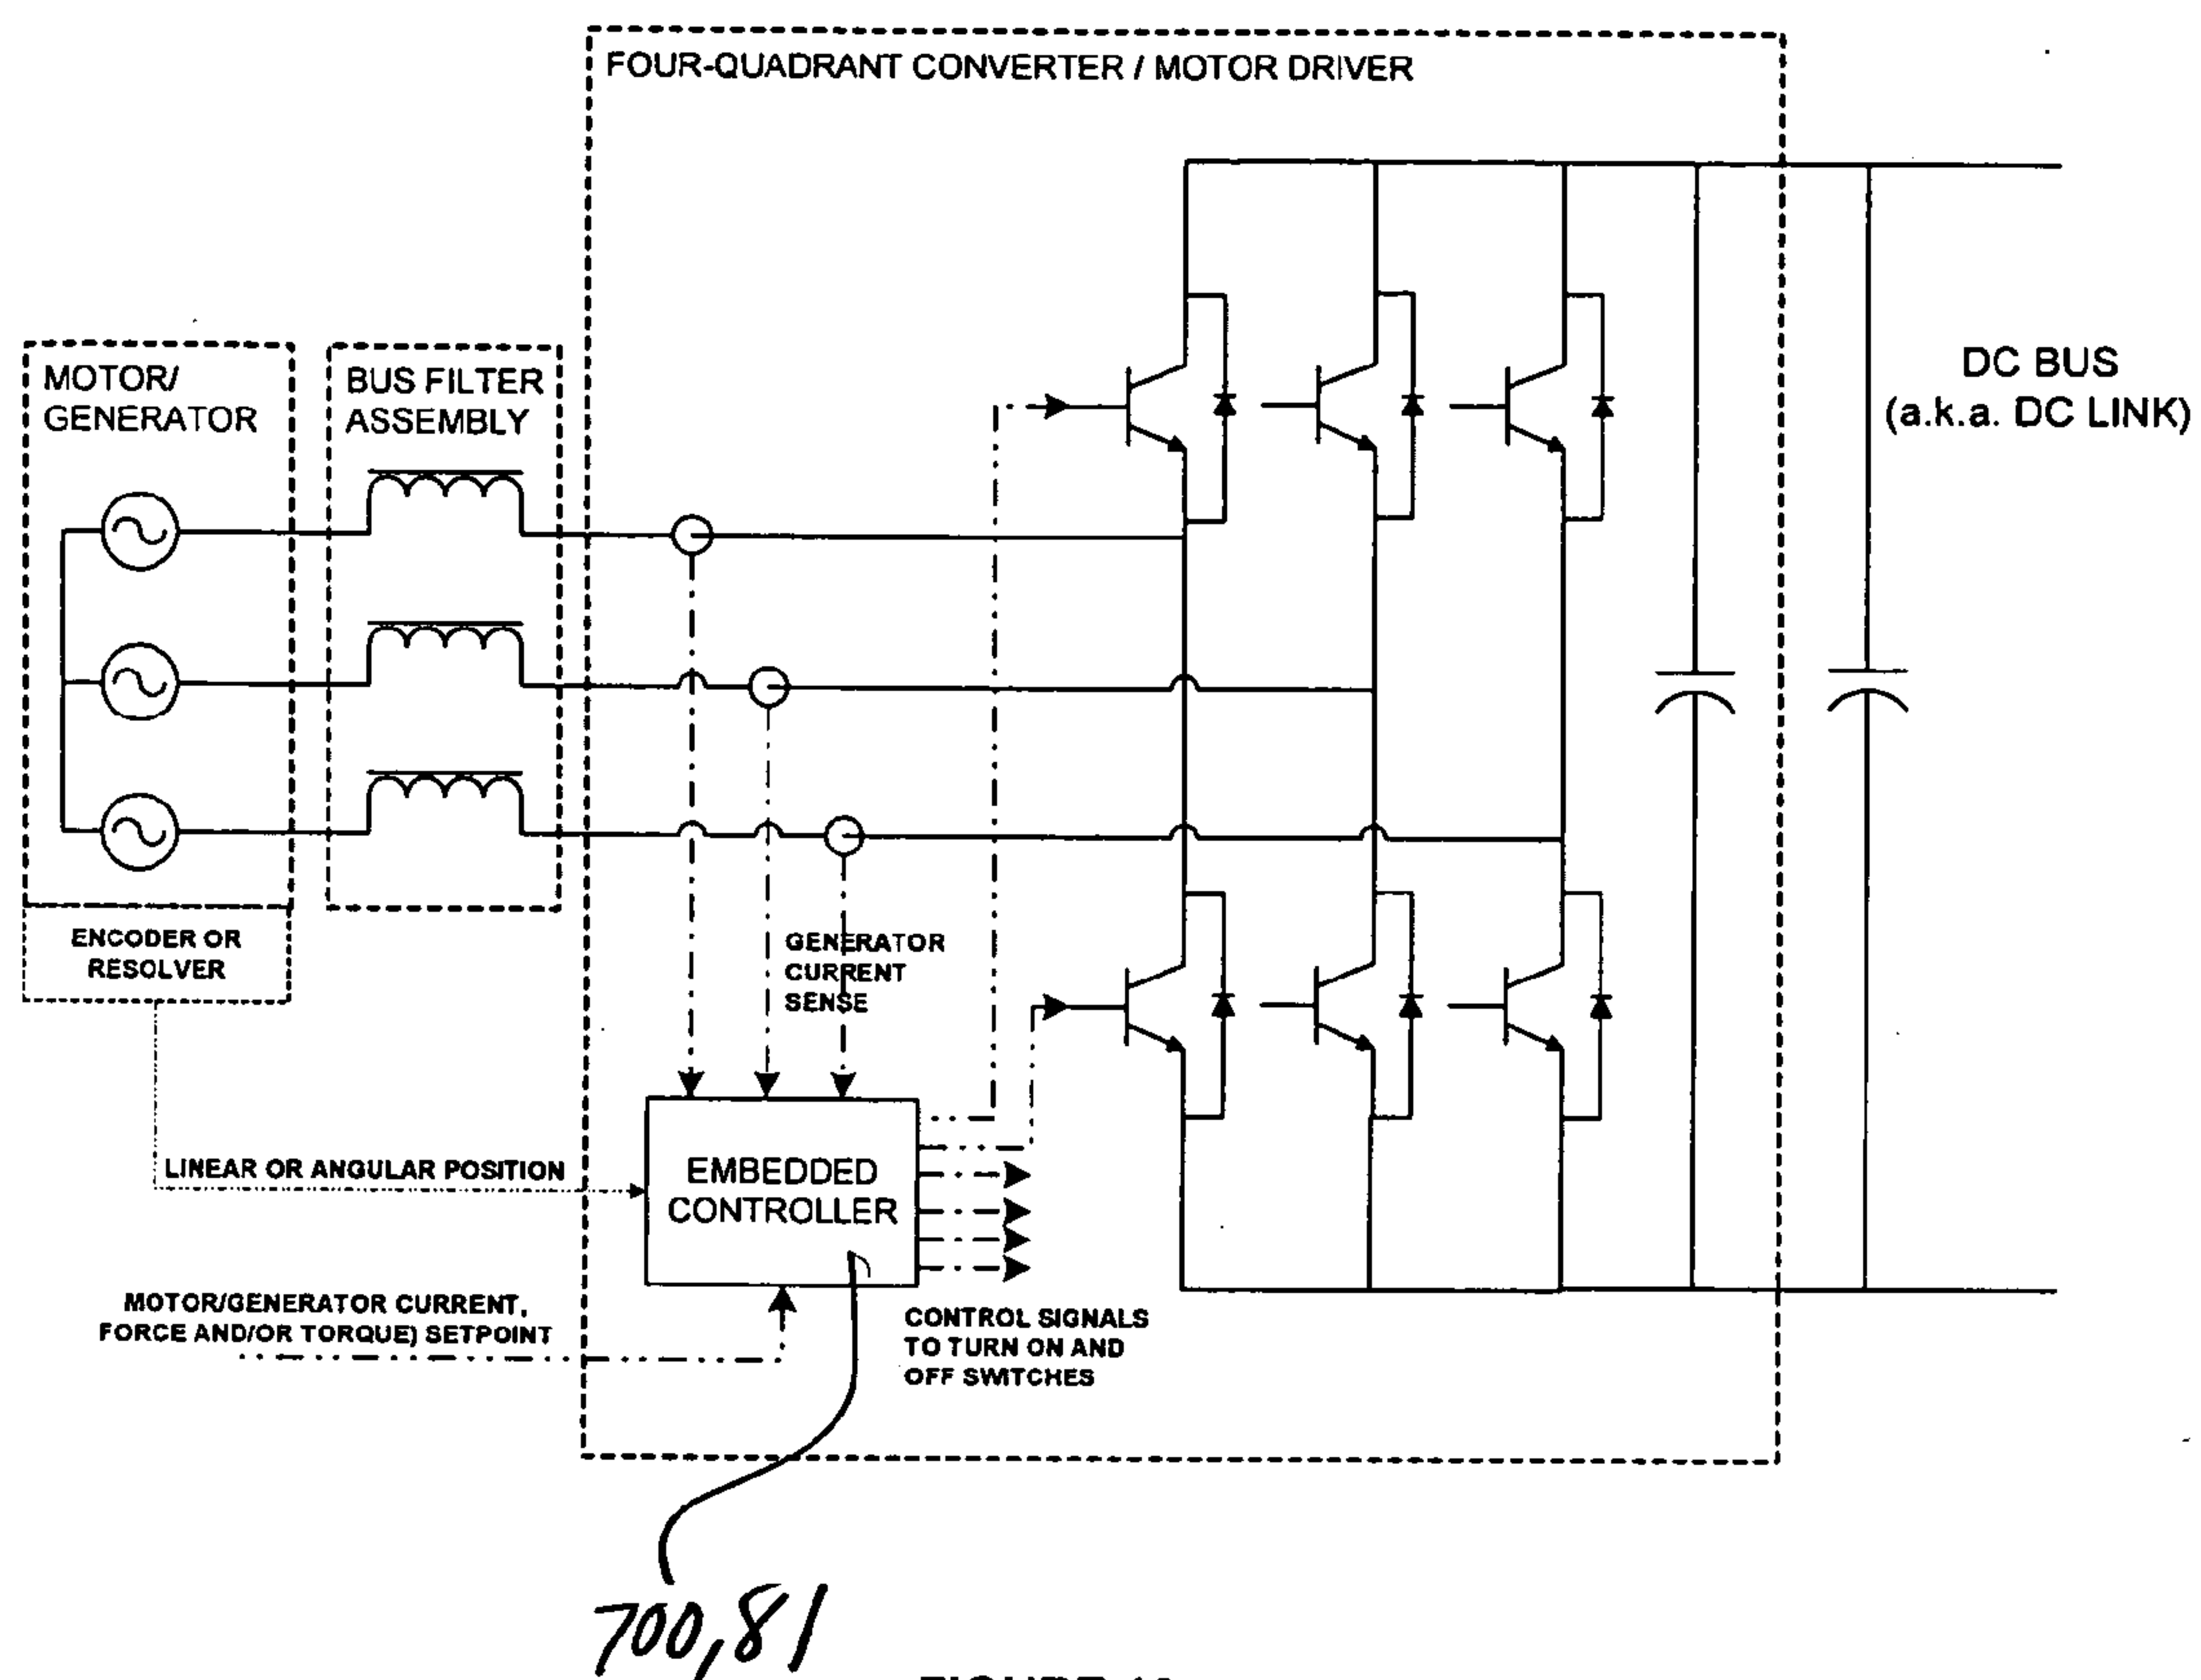 FOUR-QUADRANT CONVERTER / MOTOR DRIVER
MOTOR/
GENERATOR
BUS FILTER
ASSEMBLY
DC BUS
(a.k.a. DC LINK)
ENCODER OR
RESOLVER
GENERATOR
CURRENT
SENSE
LINEAR OR ANGULAR POSITION
EMBEDDED
CONTROLLER
MOTOR/GENERATOR CURRENT,
FORCE AND/OR TORQUE) SETPOINT
CONTROL SIGNALS
TO TURN ON AND
OFF SWITCHES
700,81